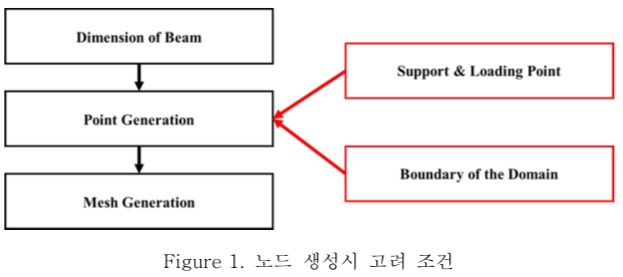 Dimension of Beam
Point Generation
Mesh Generation
Support & Loading Point
Boundary of the Domain
Figure 1. 노드 생성시 고려 조건